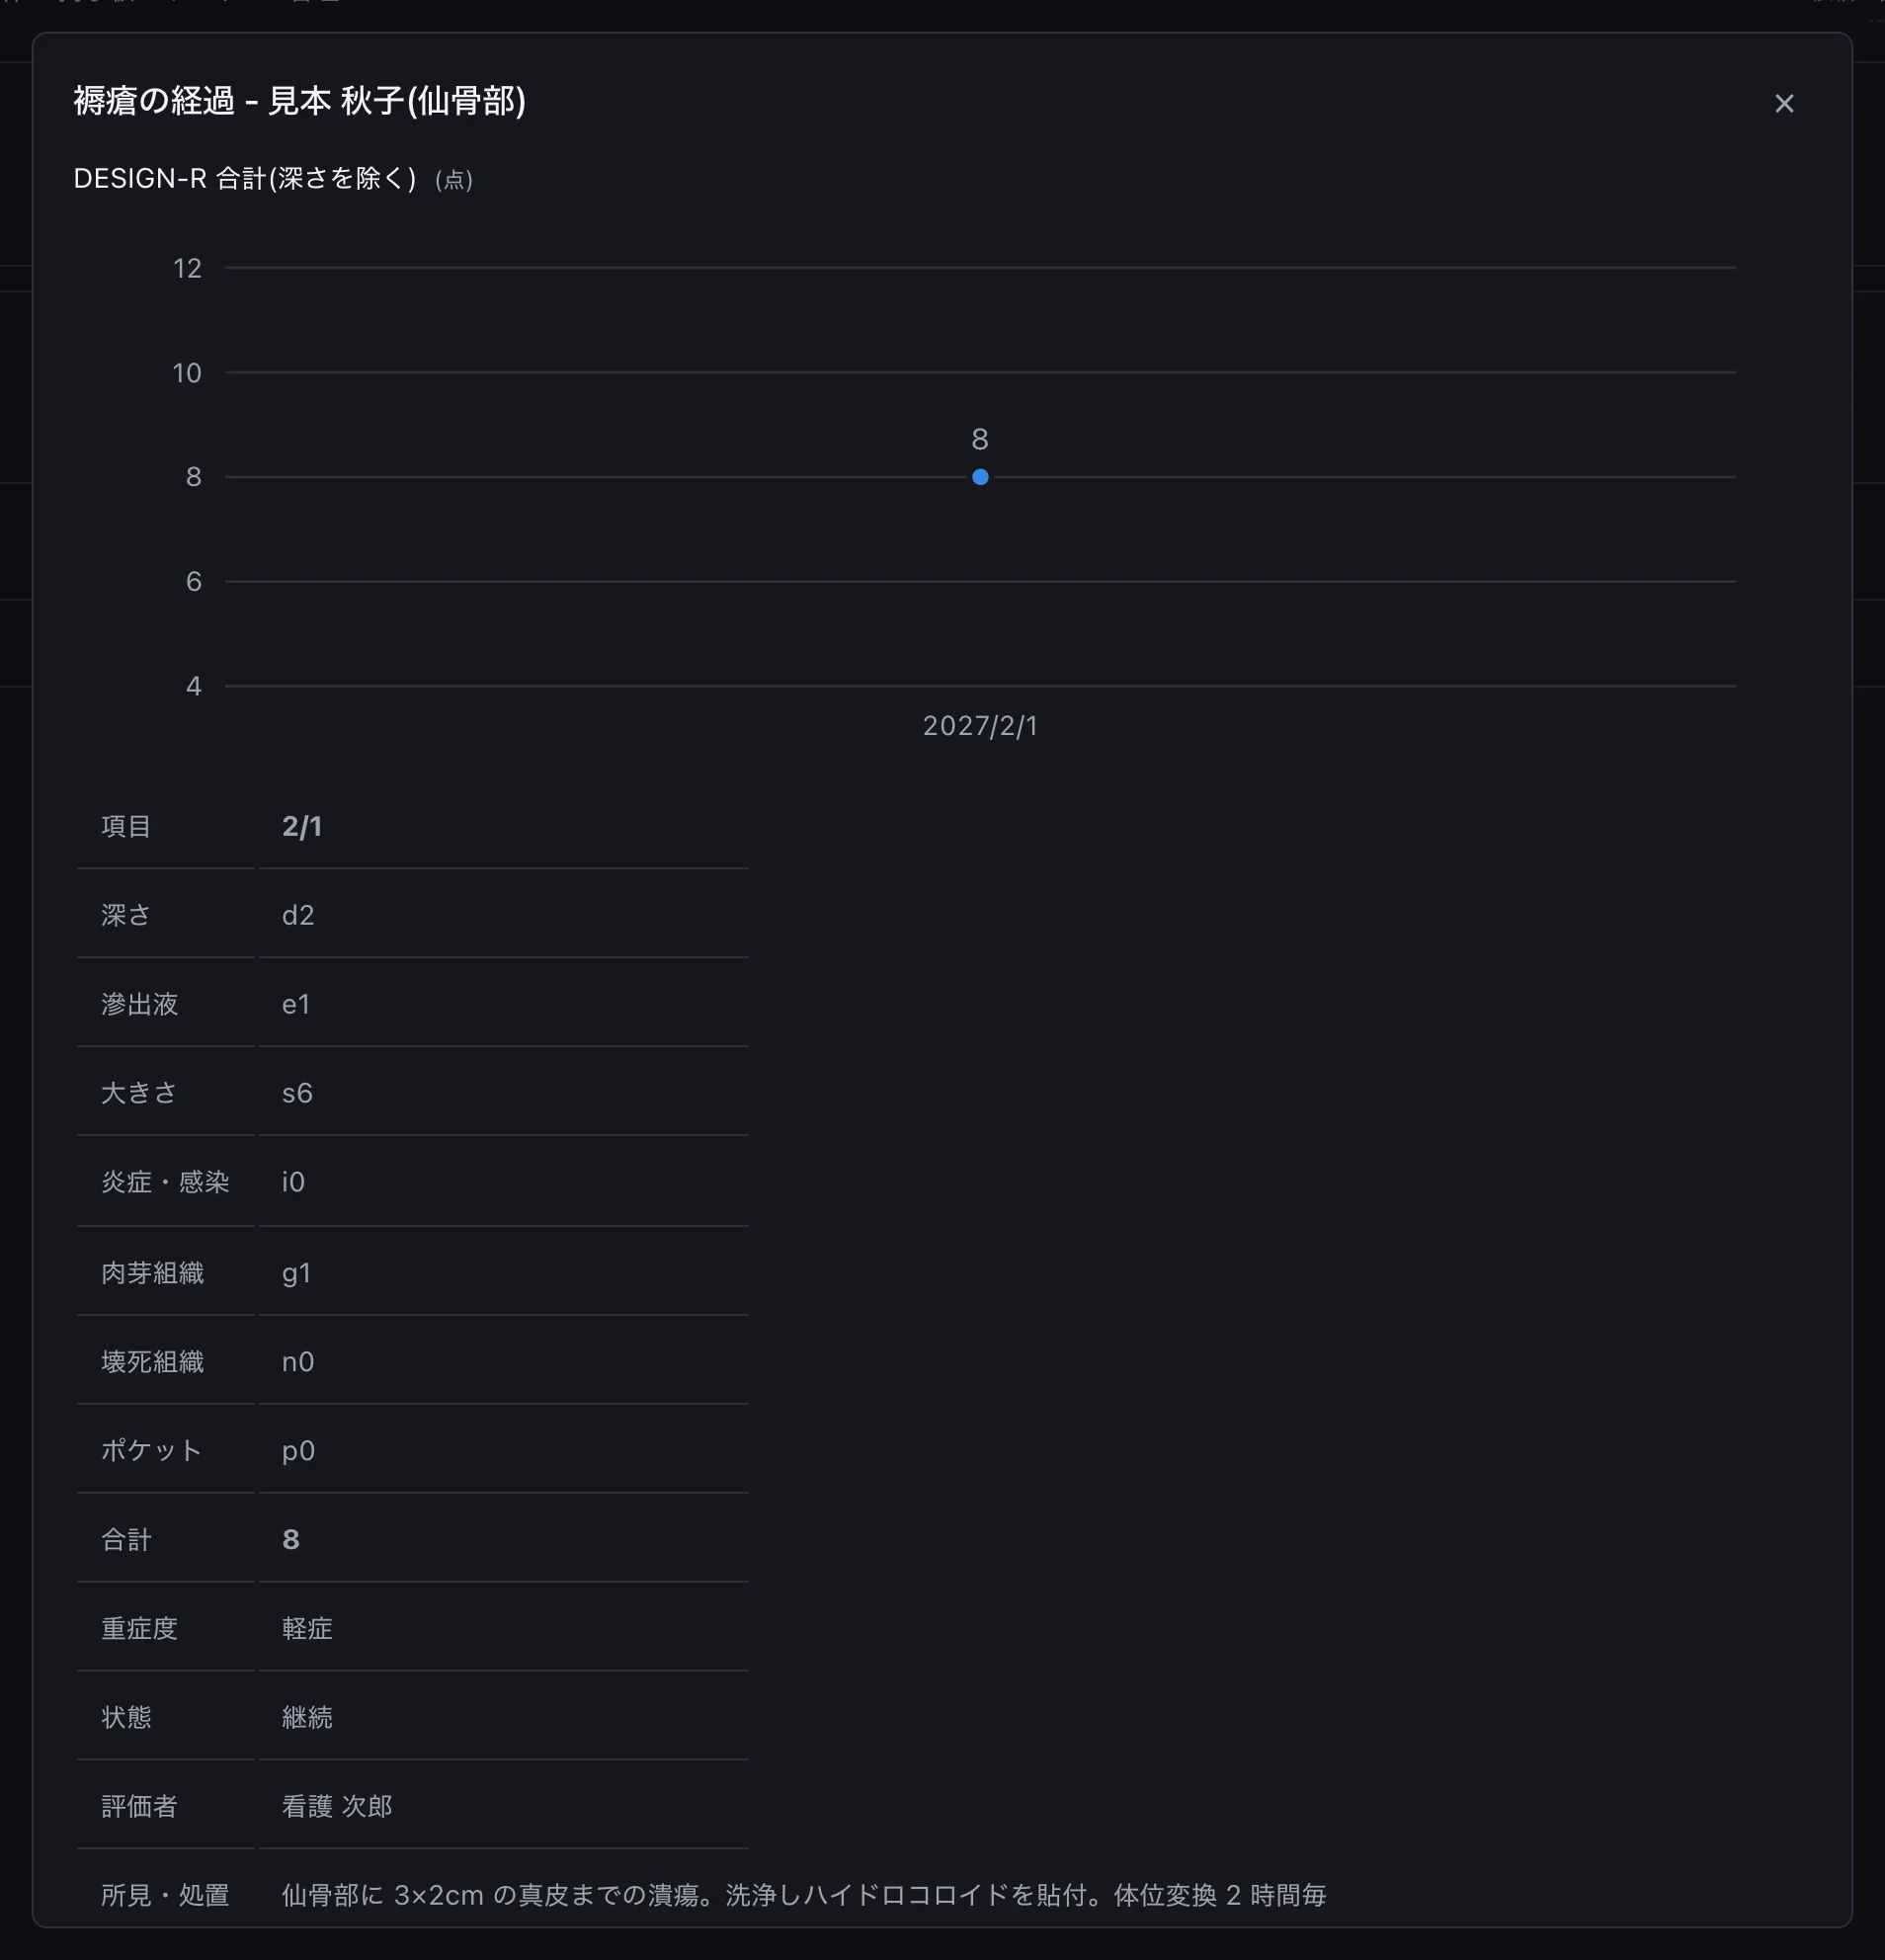 褥瘡の経過 - 見本 秋子(仙骨部)
×
DESIGN-R 合計(深さを除く) (点)
12
10
8
8
6
4
2027/2/1
項目 2/1
深さ d2
滲出液 e1
大きさ s6
炎症・感染 i0
肉芽組織 g1
壊死組織 n0
ポケット p0
合計 8
重症度 軽症
状態 継続
評価者 看護 次郎
所見・処置 仙骨部に 3×2cm の真皮までの潰瘍。洗浄しハイドロコロイドを貼付。体位変換 2 時間毎